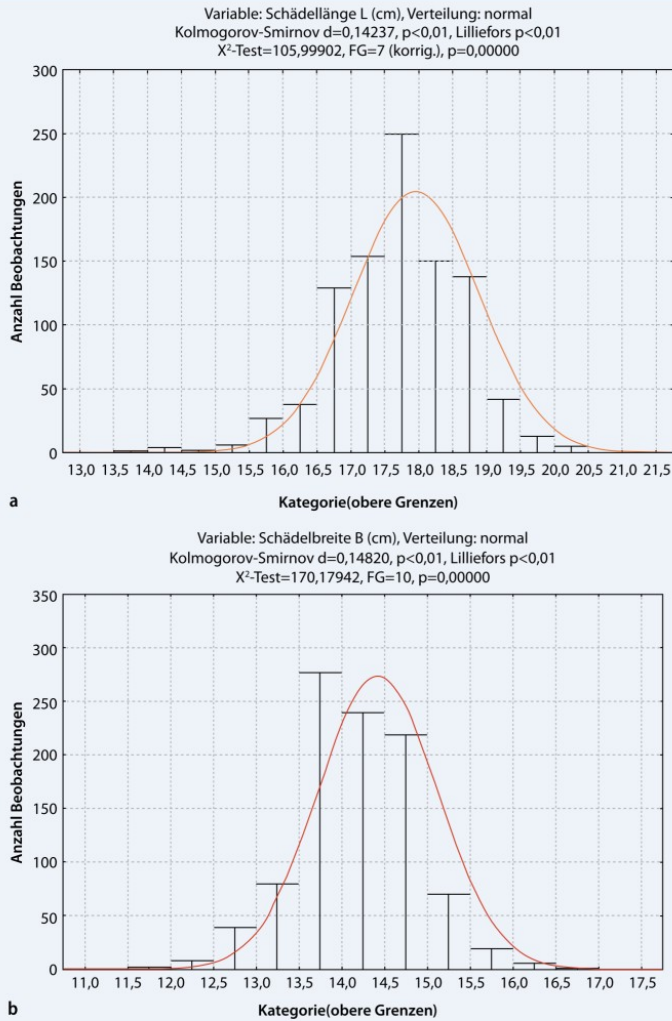 Variable: Schädellänge L (cm), Verteilung: normal
Kolmogorov-Smirnov d=0,14237, p<0,01, Lilliefors p<0,01
X²-Test=105,99902, FG=7 (korrig.), p=0,00000
300
250
200
150
100
50
0
Anzahl Beobachtungen
13,0 13,5 14,0 14,5 15,0 15,5 16,0 16,5 17,0 17,5 18,0 18,5 19,0 19,5 20,0 20,5 21,0 21,5
Kategorie(obere Grenzen)
a
Variable: Schädelbreite B (cm), Verteilung: normal
Kolmogorov-Smirnov d=0,14820, p<0,01, Lilliefors p<0,01
X²-Test=170,17942, FG=10, p=0,00000
350
300
250
200
150
100
50
0
Anzahl Beobachtungen
11,0 11,5 12,0 12,5 13,0 13,5 14,0 14,5 15,0 15,5 16,0 16,5 17,0 17,5
Kategorie(obere Grenzen)
b